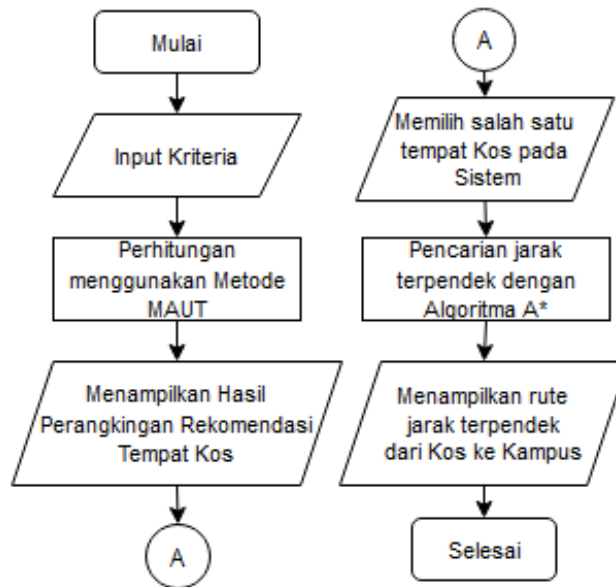 Mulai
Input Kriteria
Perhitungan
menggunakan Metode
MAUT
Menampilkan Hasil
Perangkingan Rekomendasi
Tempat Kos
A
A
Memilih salah satu
tempat Kos pada
Sistem
Pencarian jarak
terpendek dengan
Algoritma A*
Menampilkan rute
jarak terpendek
dari Kos ke Kampus
Selesai